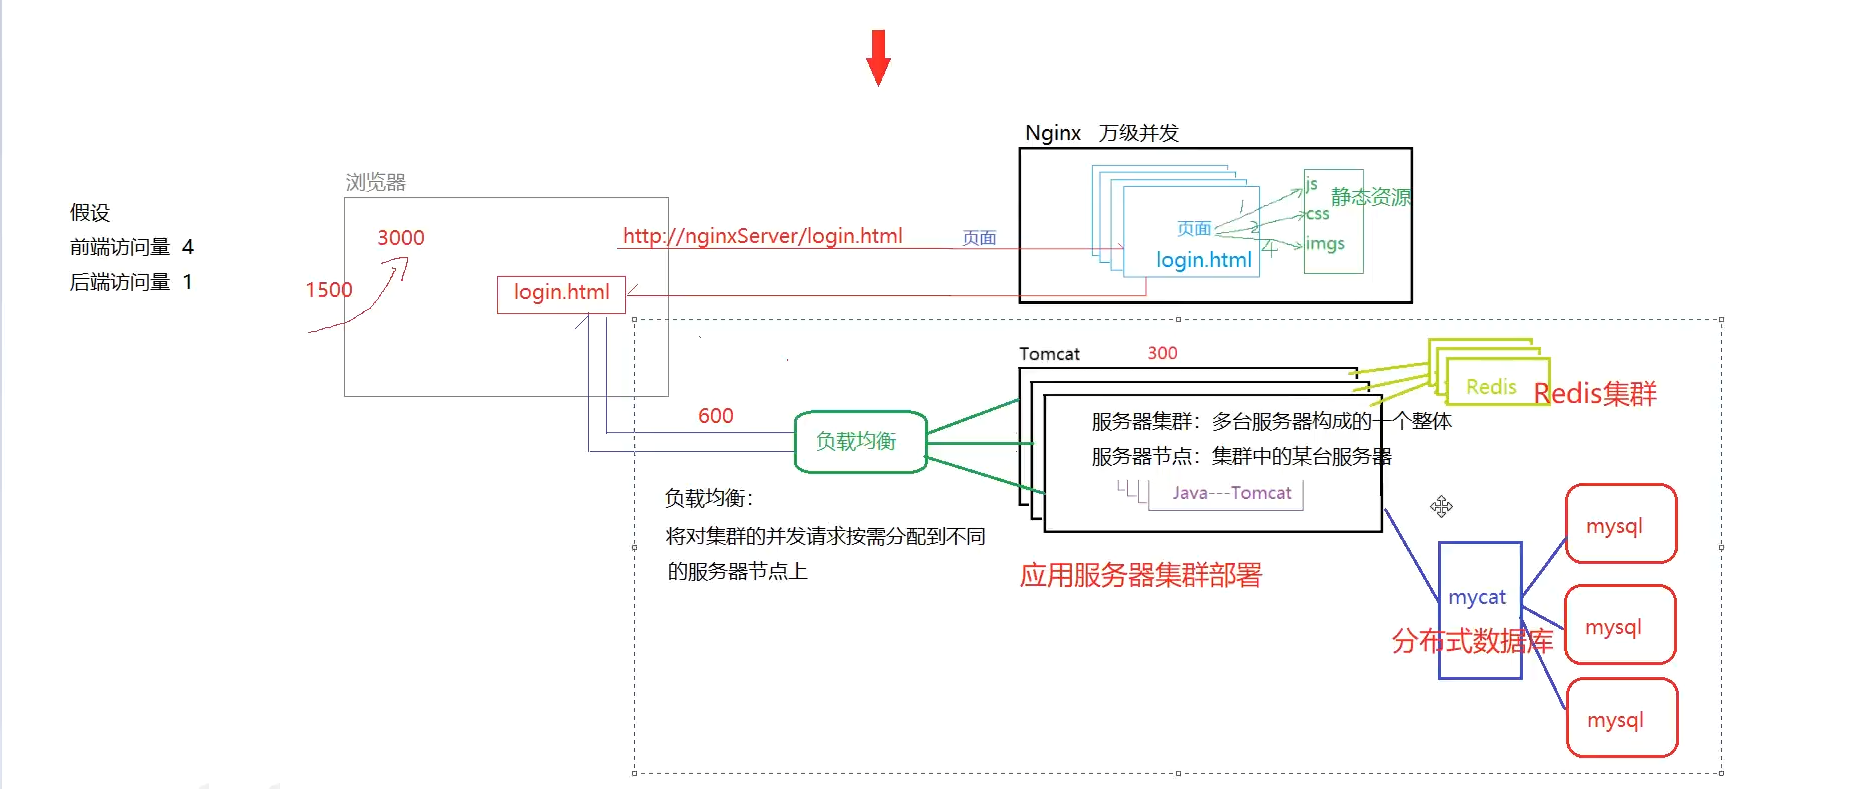 Nginx 万级并发
浏览器
假设
前端访问量 4
后端访问量 1
3000
1500
login.html
http://nginxServer/login.html
页面
页面
login.html
1
2
4
js
css
imgs
静态资源
600
负载均衡
负载均衡：
将对集群的并发请求按需分配到不同
的服务器节点上
Tomcat
300
服务器集群：多台服务器构成的一个整体
服务器节点：集群中的某台服务器
Java---Tomcat
应用服务器集群部署
Redis
Redis集群
mycat
分布式数据库
mysql
mysql
mysql